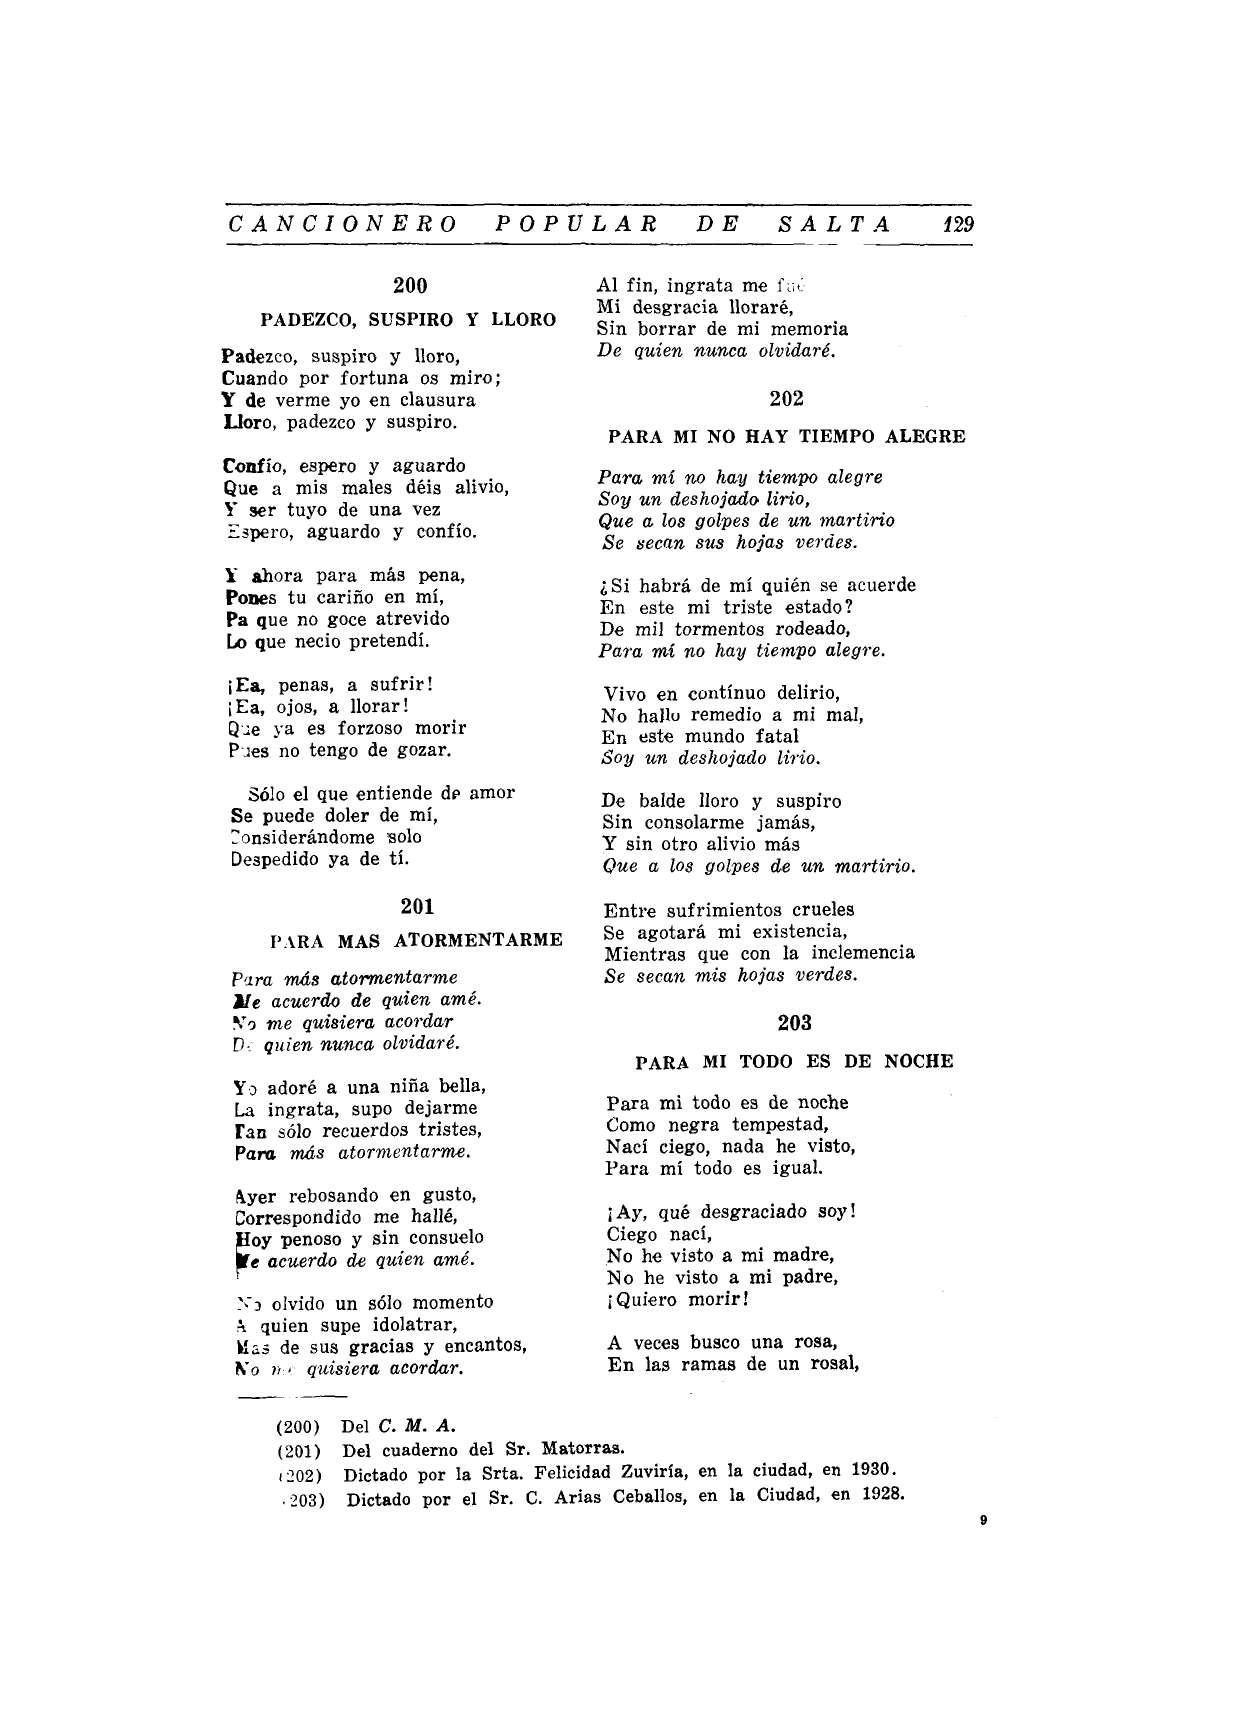 CANCIONERO POPULAR DE SALTA 129
200
PADEZCO, SUSPIRO Y LLORO
Padezco, suspiro y lloro,
Cuando por fortuna os miro;
Y de verme yo en clausura
Lloro, padezco y suspiro.
Confío, espero y aguardo
Que a mis males déis alivio,
Y ser tuyo de una vez
Espero, aguardo y confío.
Y ahora para más pena,
Pones tu cariño en mí,
Pa que no goce atrevido
Lo que necio pretendí.
¡Ea, penas, a sufrir!
¡Ea, ojos, a llorar!
Que ya es forzoso morir
Pues no tengo de gozar.
Sólo el que entiende de amor
Se puede doler de mí,
Considerándome solo
Despedido ya de tí.
201
PARA MAS ATORMENTARME
Para más atormentarme
Me acuerdo de quien amé.
No me quisiera acordar
De quien nunca olvidaré.
Yo adoré a una niña bella,
La ingrata, supo dejarme
Tan sólo recuerdos tristes,
Para más atormentarme.
Ayer rebosando en gusto,
Correspondido me hallé,
Hoy penoso y sin consuelo
Me acuerdo de quien amé.
No olvido un sólo momento
A quien supe idolatrar,
Mas de sus gracias y encantos,
No me quisiera acordar.
Al fin, ingrata me fué
Mi desgracia lloraré,
Sin borrar de mi memoria
De quien nunca olvidaré.
202
PARA MI NO HAY TIEMPO ALEGRE
Para mí no hay tiempo alegre
Soy un deshojado lirio,
Que a los golpes de un martirio
Se secan sus hojas verdes.
¿Si habrá de mí quién se acuerde
En este mi triste estado?
De mil tormentos rodeado,
Para mí no hay tiempo alegre.
Vivo en contínuo delirio,
No hallo remedio a mi mal,
En este mundo fatal
Soy un deshojado lirio.
De balde lloro y suspiro
Sin consolarme jamás,
Y sin otro alivio más
Que a los golpes de un martirio.
Entre sufrimientos crueles
Se agotará mi existencia,
Mientras que con la inclemencia
Se secan mis hojas verdes.
203
PARA MI TODO ES DE NOCHE
Para mi todo es de noche
Como negra tempestad,
Nací ciego, nada he visto,
Para mí todo es igual.
¡Ay, qué desgraciado soy!
Ciego nací,
No he visto a mi madre,
No he visto a mi padre,
¡Quiero morir!
A veces busco una rosa,
En las ramas de un rosal,
(200) Del C. M. A.
(201) Del cuaderno del Sr. Matorras.
(202) Dictado por la Srta. Felicidad Zuviría, en la ciudad, en 1930.
203) Dictado por el Sr. C. Arias Ceballos, en la Ciudad, en 1928.
9